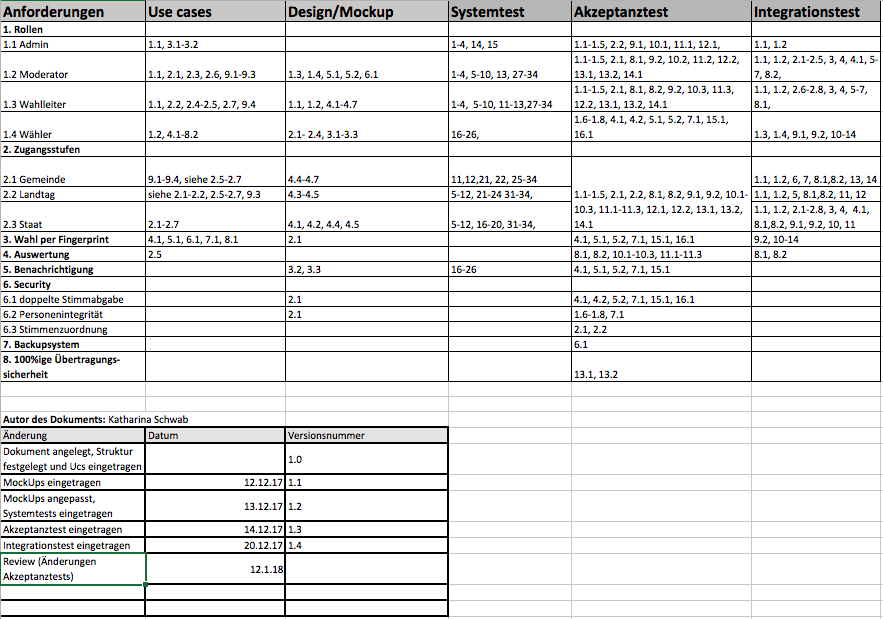 Anforderungen Use cases Design/Mockup Systemtest Akzeptanztest Integrationstest
1. Rollen
1.1 Admin 1.1, 3.1-3.2 1-4, 14, 15 1.1-1.5, 2.2, 9.1, 10.1, 11.1, 12.1, 1.1, 1.2
1.1-1.5, 2.1, 8.1, 9.2, 10.2, 11.2, 12.2, 1.1, 1.2, 2.1-2.5, 3, 4, 4.1, 5-
1.2 Moderator 1.1, 2.1, 2.3, 2.6, 9.1-9.3 1.3, 1.4, 5.1, 5.2, 6.1 1-4, 5-10, 13, 27-34 13.1, 13.2, 14.1 7, 8.2,
1.1-1.5, 2.1, 8.1, 8.2, 9.2, 10.3, 11.3, 1.1, 1.2, 2.6-2.8, 3, 4, 5-7,
1.3 Wahlleiter 1.1, 2.2, 2.4-2.5, 2.7, 9.4 1.1, 1.2, 4.1-4.7 1-4, 5-10, 11-13,27-34 12.2, 13.1, 13.2, 14.1 8.1,
1.6-1.8, 4.1, 4.2, 5.1, 5.2, 7.1, 15.1,
1.4 Wähler 1.2, 4.1-8.2 2.1- 2.4, 3.1-3.3 16-26, 16.1 1.3, 1.4, 9.1, 9.2, 10-14
2. Zugangsstufen
2.1 Gemeinde 9.1-9.4, siehe 2.5-2.7 4.4-4.7 11,12,21, 22, 25-34 1.1, 1.2, 6, 7, 8.1,8.2, 13, 14
2.2 Landtag siehe 2.1-2.2, 2.5-2.7, 9.3 4.3-4.5 5-12, 21-24 31-34, 1.1-1.5, 2.1, 2.2, 8.1, 8.2, 9.1, 9.2, 10.1- 1.1, 1.2, 5, 8.1,8.2, 11, 12
10.3, 11.1-11.3, 12.1, 12.2, 13.1, 13.2, 1.1, 1.2, 2.1-2.8, 3, 4, 4.1,
2.3 Staat 2.1-2.7 4.1, 4.2, 4.4, 4.5 5-12, 16-20, 31-34, 14.1 8.1,8.2, 9.1, 9.2, 10, 11
3. Wahl per Fingerprint 4.1, 5.1, 6.1, 7.1, 8.1 2.1 4.1, 5.1, 5.2, 7.1, 15.1, 16.1 9.2, 10-14
4. Auswertung 2.5 8.1, 8.2, 10.1-10.3, 11.1-11.3 8.1, 8.2
5. Benachrichtigung 3.2, 3.3 16-26 4.1, 5.1, 5.2, 7.1, 15.1
6. Security
6.1 doppelte Stimmabgabe 2.1 4.1, 4.2, 5.2, 7.1, 15.1, 16.1
6.2 Personenintegrität 2.1 1.6-1.8, 7.1
6.3 Stimmenzuordnung 2.1, 2.2
7. Backupsystem 6.1
8. 100%ige Übertragungs-
sicherheit 13.1, 13.2
Autor des Dokuments: Katharina Schwab
Änderung Datum Versionsnummer
Dokument angelegt, Struktur
festgelegt und Ucs eingetragen 1.0
MockUps eingetragen 12.12.17 1.1
MockUps angepasst,
Systemtests eingetragen 13.12.17 1.2
Akzeptanztest eingetragen 14.12.17 1.3
Integrationstest eingetragen 20.12.17 1.4
Review (Änderungen
Akzeptanztests) 12.1.18